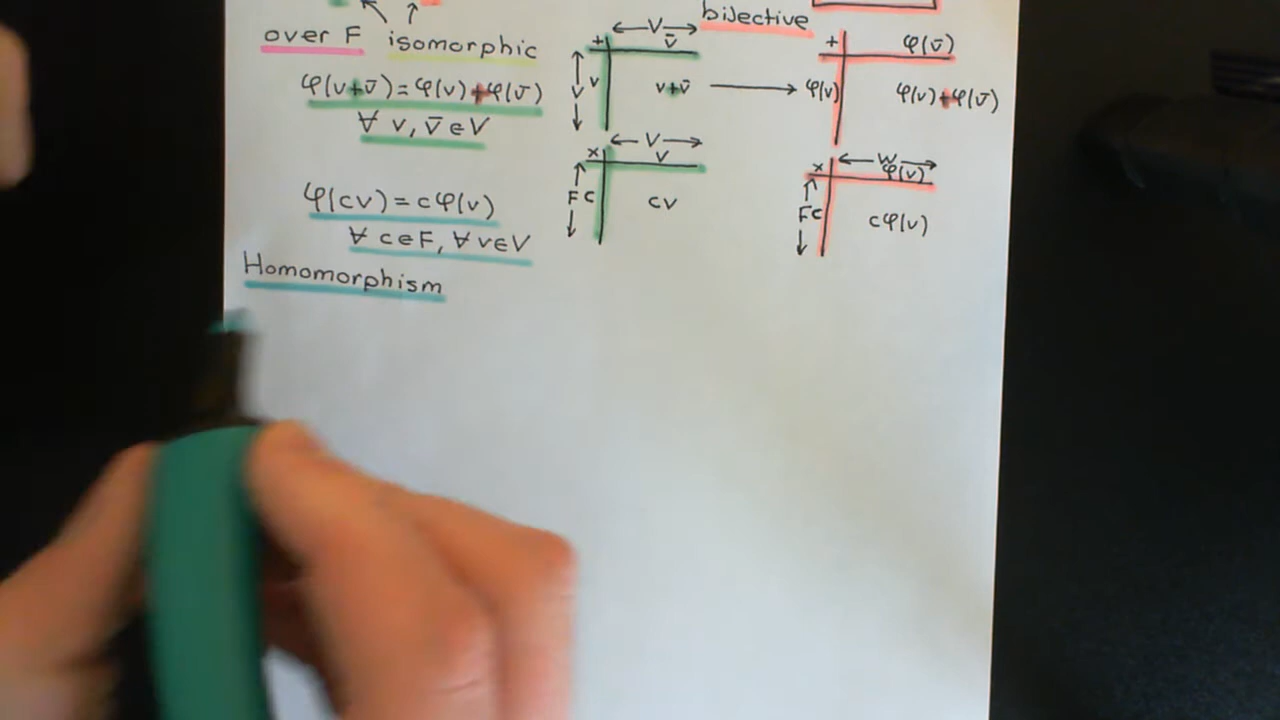 over F isomorphic
φ(v+v̄)=φ(v)+φ(v̄)
∀ v, v̄ ∈ V
φ(cv) = cφ(v)
∀ c∈F, ∀ v∈V
Homomorphism
bijective
← V →
+ v̄
↑ V ↓ v v+v̄
← V →
x v
↑ F ↓ c cv
+ φ(v̄)
φ(v) φ(v)+φ(v̄)
← W →
x φ(v)
↑ F ↓ c cφ(v)